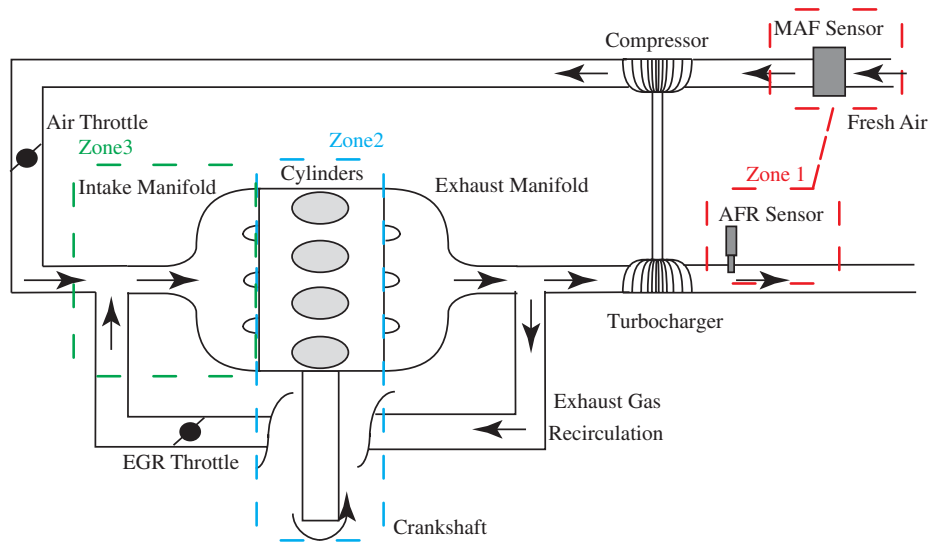 MAF Sensor
Compressor
Fresh Air
Air Throttle
Zone3
Zone2
Intake Manifold
Cylinders
Exhaust Manifold
Zone 1
AFR Sensor
Turbocharger
Exhaust Gas
Recirculation
EGR Throttle
Crankshaft